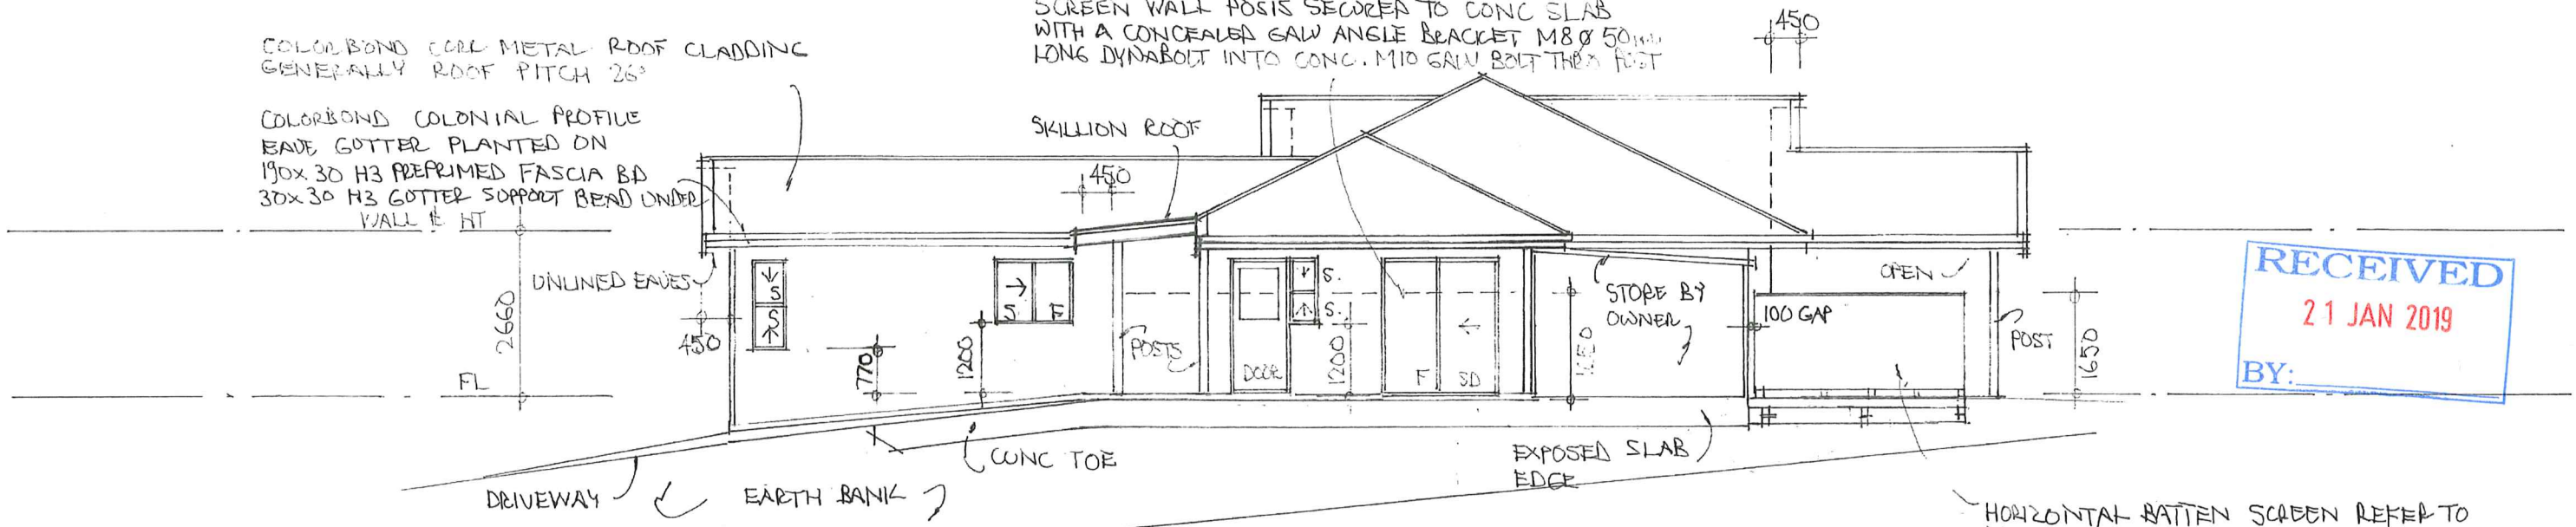 SCREEN WALL POSTS SECURED TO CONC SLAB
WITH A CONCEALED GALV ANGLE BRACKET M8 Ø 50mm
LONG DYNABOLT INTO CONC. M10 GALV BOLT THRO POST
450
COLORBOND CORR METAL ROOF CLADDING
GENERALLY ROOF PITCH 26°
COLORBOND COLONIAL PROFILE
EAVE GUTTER PLANTED ON
190x30 H3 PREPRIMED FASCIA BD
30x30 H3 GUTTER SUPPORT BEAD UNDER
WALL HT
SKILLION ROOF
450
UNLINED EAVES
2660
FL
450
S
S
S
F
770
1200
POSTS
DOOR
S.
S.
1200
F SD
STORE BY
OWNER
100 GAP
OPEN
POST
1650
RECEIVED
21 JAN 2019
BY:
CONC TOE
DRIVEWAY
EARTH BANK
EXPOSED SLAB
EDGE
HORIZONTAL BATTEN SCREEN REFER TO